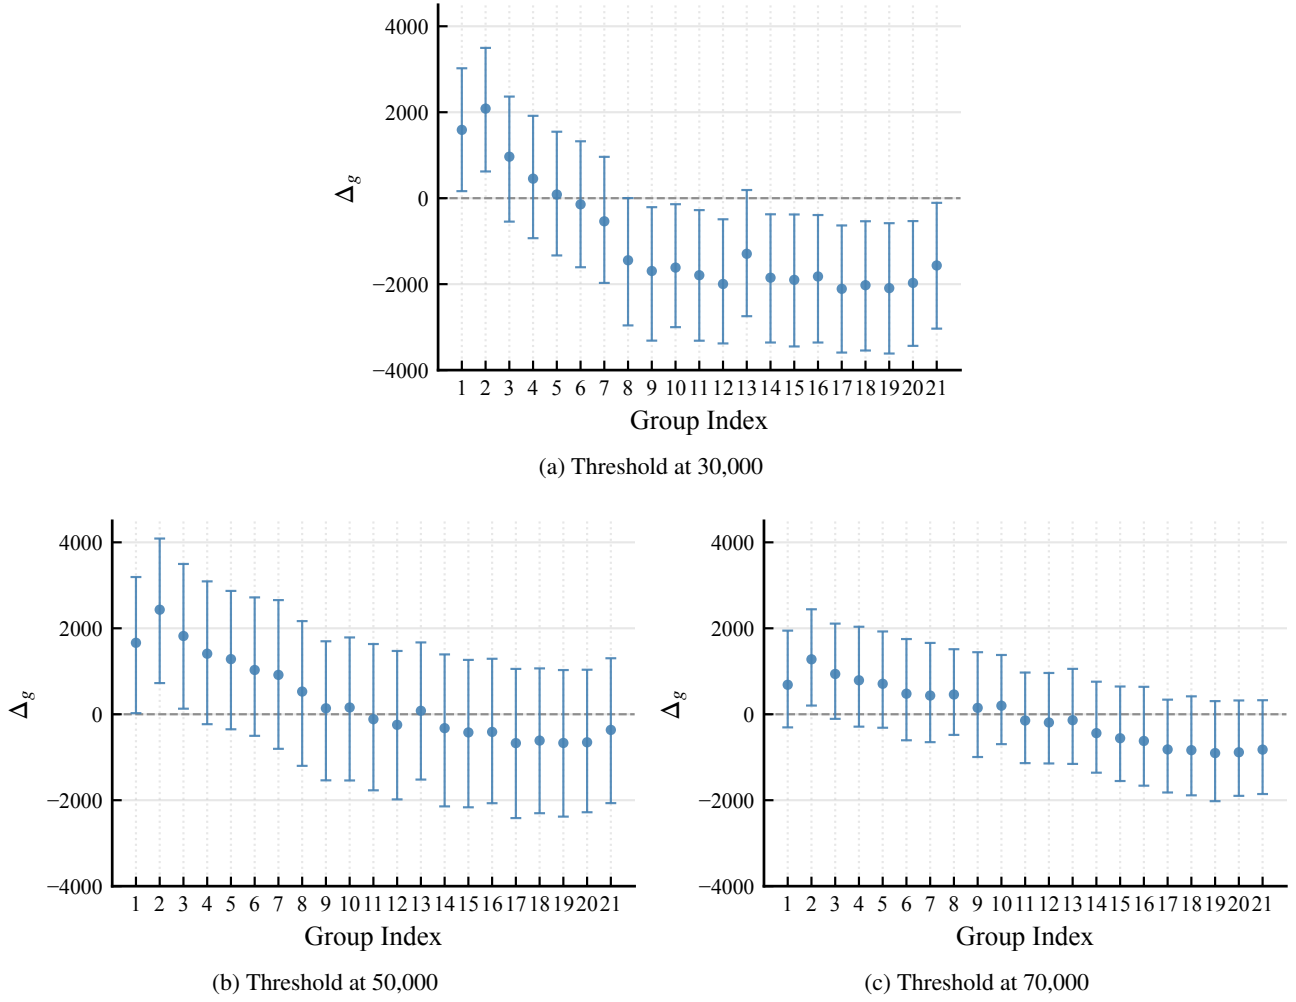 4000
2000
0
−2000
−4000
Δg
1 2 3 4 5 6 7 8 9 10 11 12 13 14 15 16 17 18 19 20 21
Group Index
(a) Threshold at 30,000
4000
2000
0
−2000
−4000
Δg
1 2 3 4 5 6 7 8 9 10 11 12 13 14 15 16 17 18 19 20 21
Group Index
(b) Threshold at 50,000
4000
2000
0
−2000
−4000
Δg
1 2 3 4 5 6 7 8 9 10 11 12 13 14 15 16 17 18 19 20 21
Group Index
(c) Threshold at 70,000